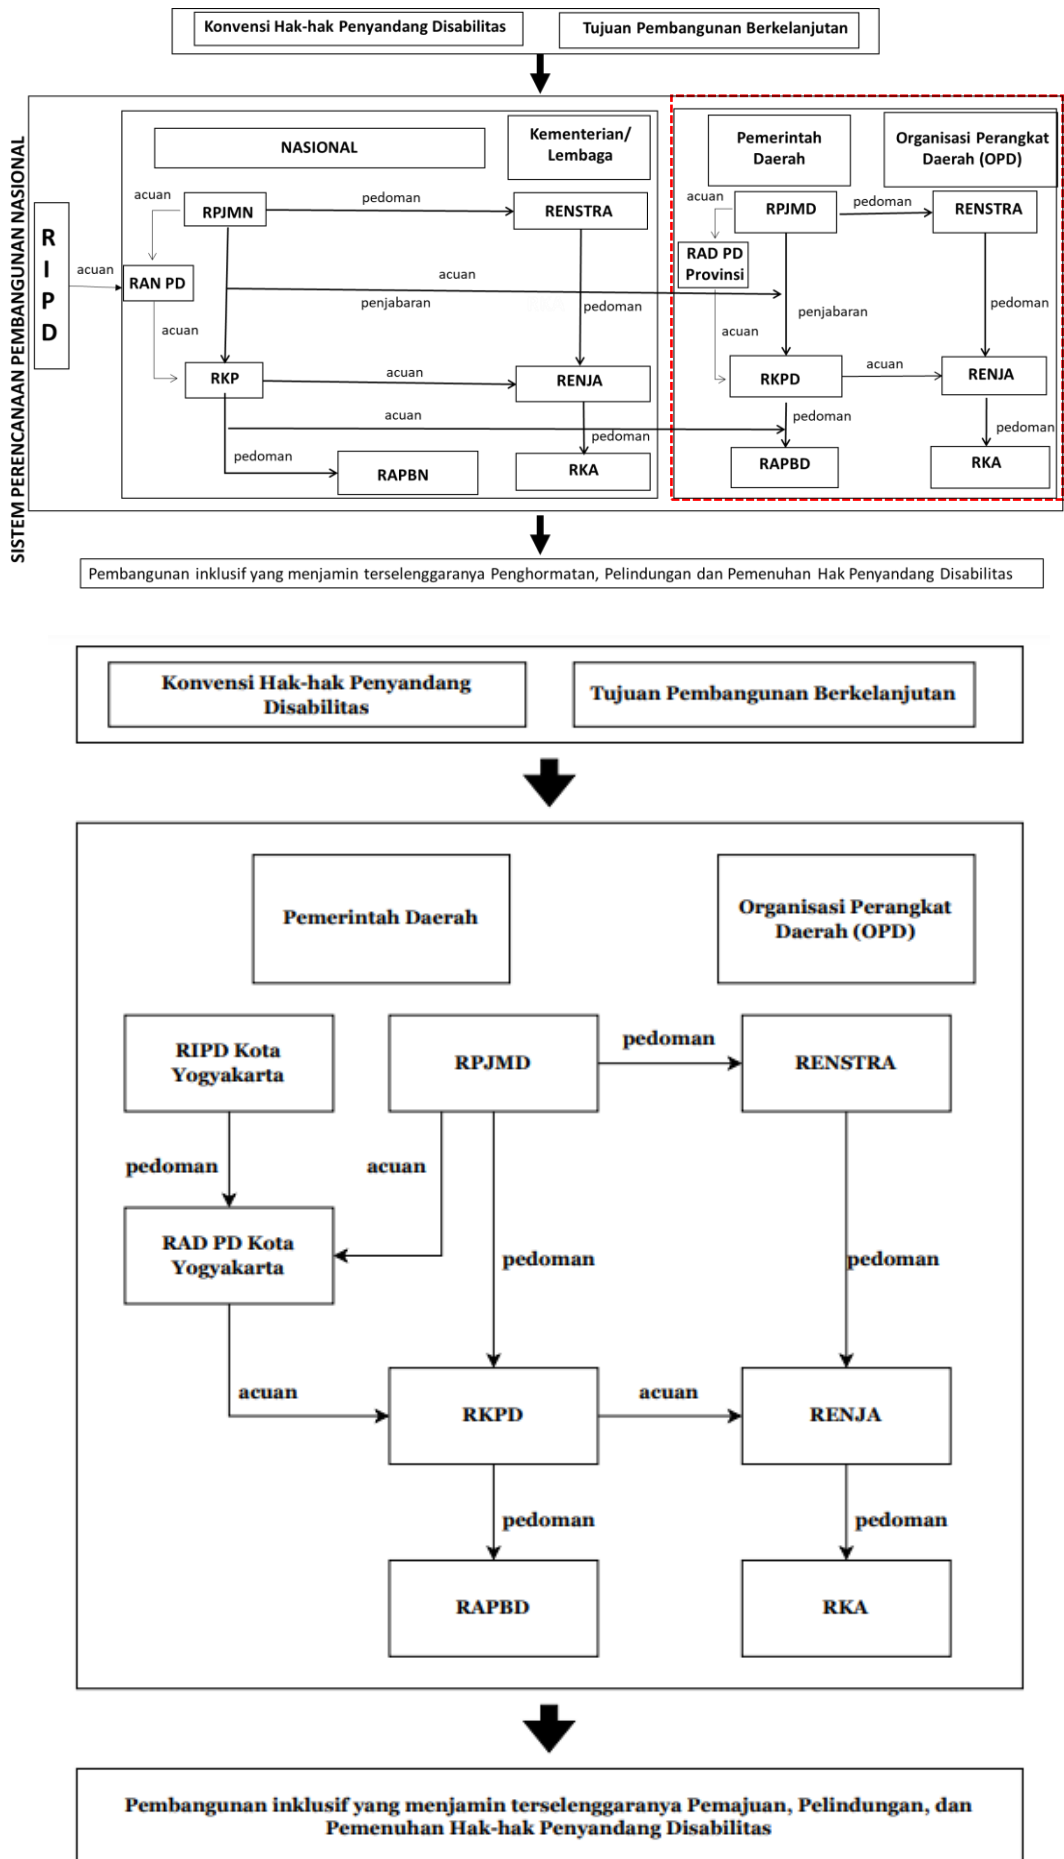 Konvensi Hak-hak Penyandang Disabilitas
Tujuan Pembangunan Berkelanjutan
SISTEM PERENCANAAN PEMBANGUNAN NASIONAL
R
I
P
D
acuan
NASIONAL
Kementerian/
Lembaga
acuan
RPJMN
pedoman
RENSTRA
RAN PD
acuan
penjabaran
pedoman
acuan
RKP
acuan
RENJA
acuan
pedoman
pedoman
RAPBN
RKA
Pemerintah
Daerah
Organisasi Perangkat
Daerah (OPD)
acuan
RPJMD
pedoman
RENSTRA
RAD PD
Provinsi
penjabaran
pedoman
acuan
RKPD
acuan
RENJA
pedoman
pedoman
RAPBD
RKA
Pembangunan inklusif yang menjamin terselenggaranya Penghormatan, Pelindungan dan Pemenuhan Hak Penyandang Disabilitas
Konvensi Hak-hak Penyandang
Disabilitas
Tujuan Pembangunan Berkelanjutan
Pemerintah Daerah
Organisasi Perangkat
Daerah (OPD)
RIPD Kota
Yogyakarta
RPJMD
pedoman
RENSTRA
pedoman
acuan
RAD PD Kota
Yogyakarta
pedoman
pedoman
acuan
RKPD
acuan
RENJA
pedoman
pedoman
RAPBD
RKA
Pembangunan inklusif yang menjamin terselenggaranya Pemajuan, Pelindungan, dan
Pemenuhan Hak-hak Penyandang Disabilitas